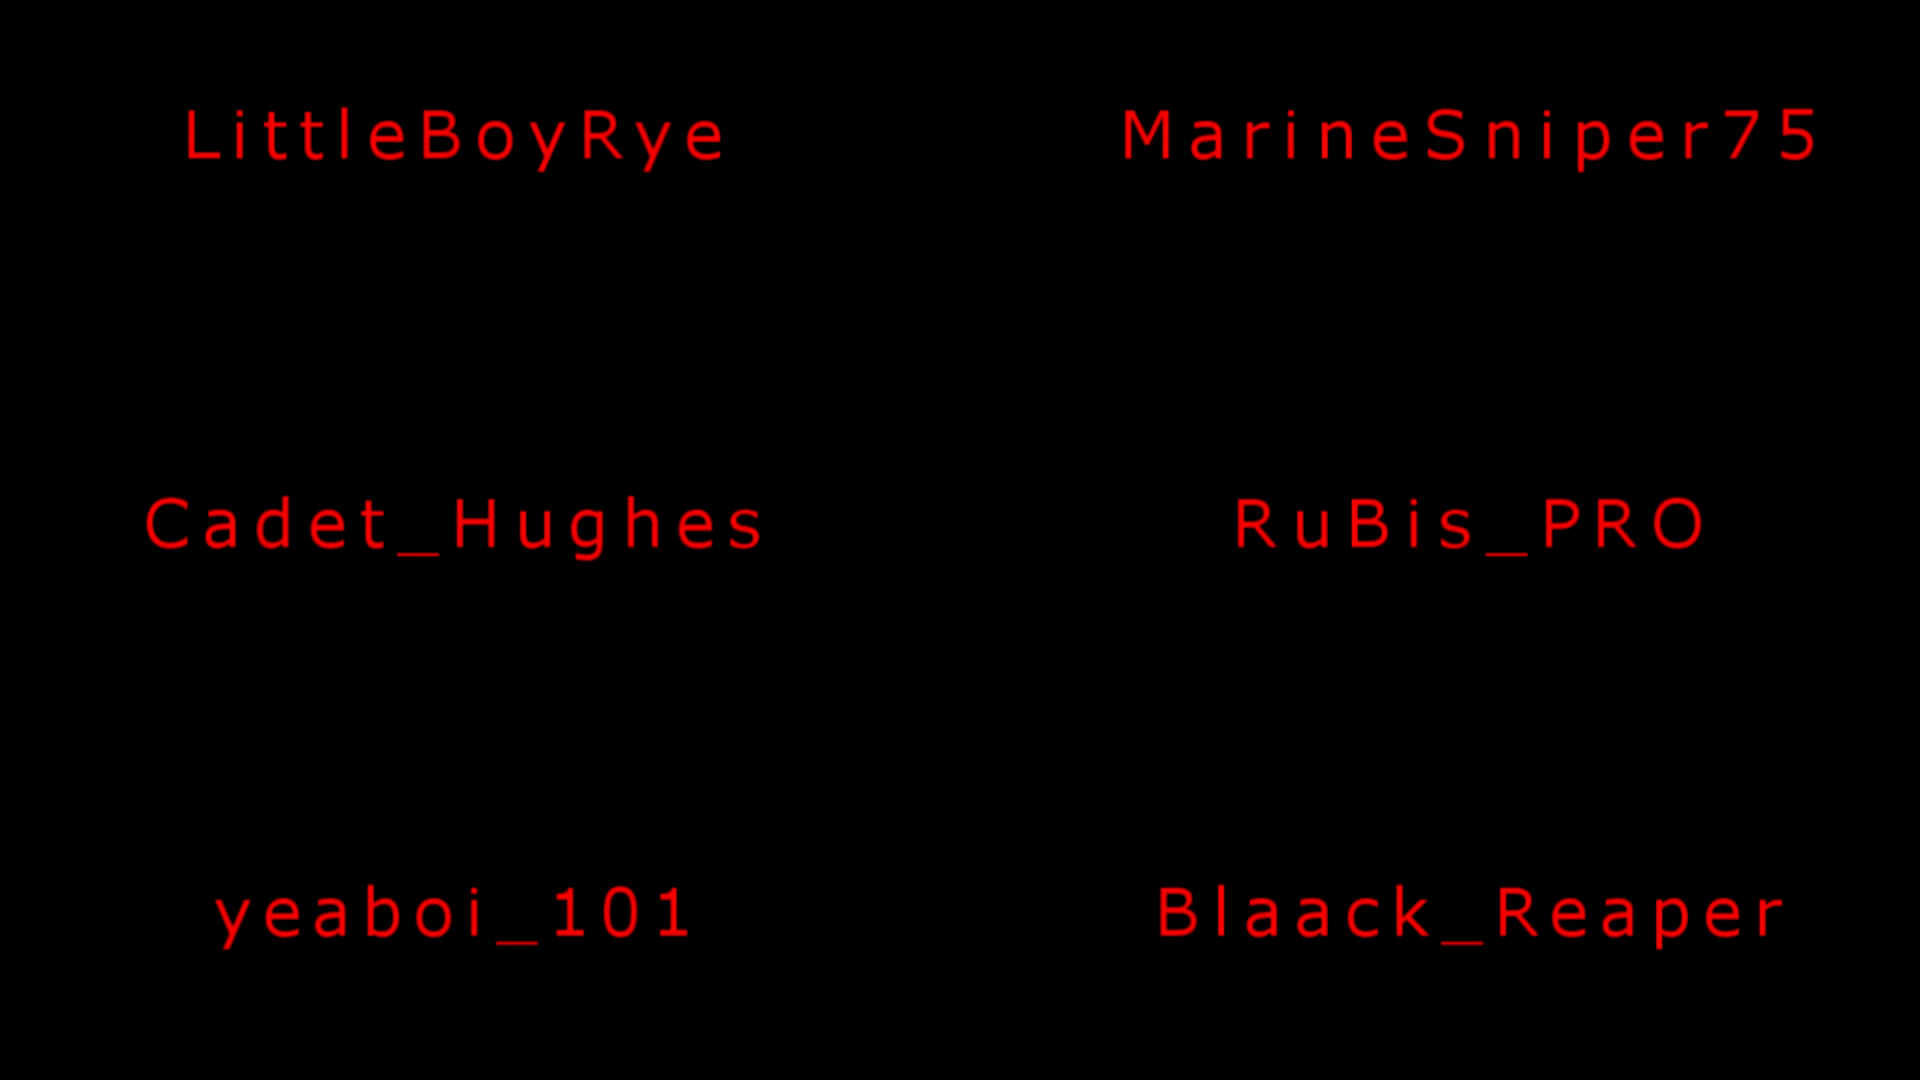 LittleBoyRye
MarineSniper75
Cadet_Hughes
RuBis_PRO
yeaboi_101
Blaack_Reaper